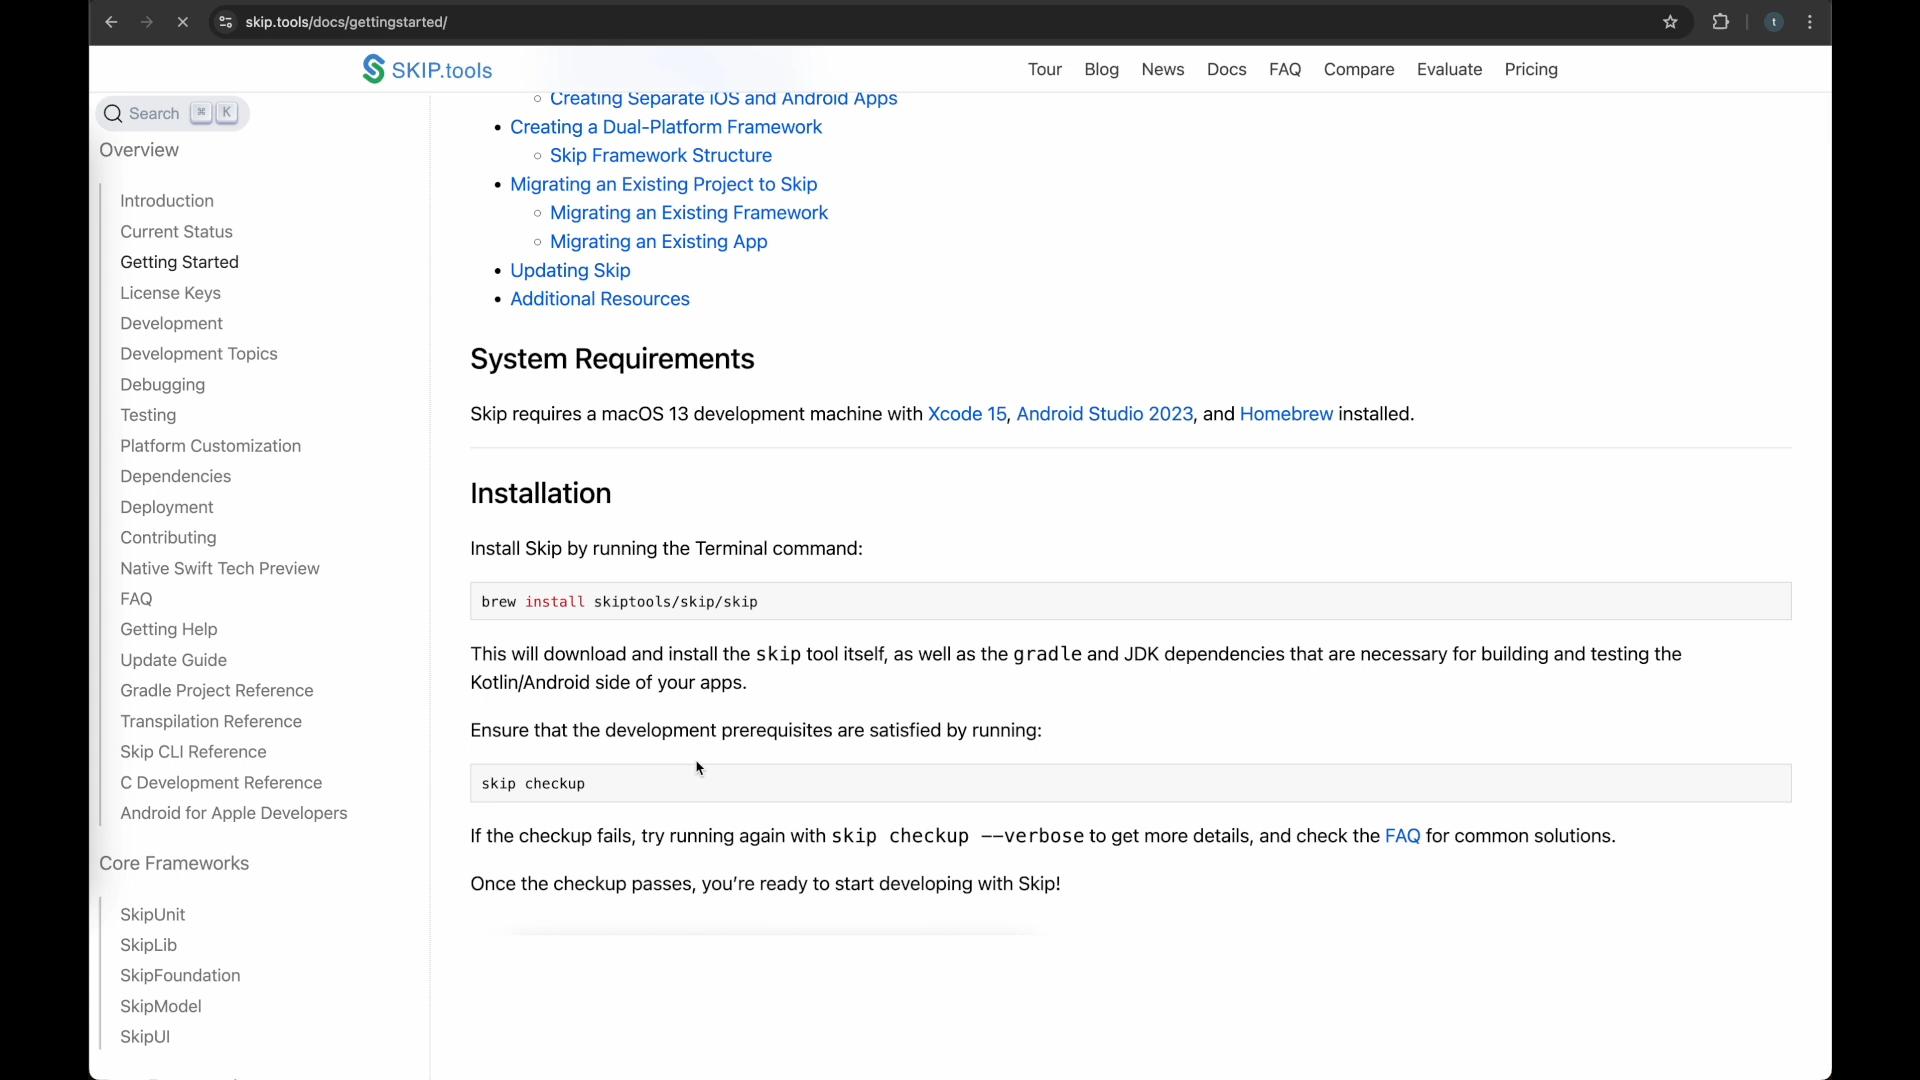 skip.tools/docs/gettingstarted/
t
SKIP.tools
Tour Blog News Docs FAQ Compare Evaluate Pricing
Search ⌘ K
Overview
Introduction
Current Status
Getting Started
License Keys
Development
Development Topics
Debugging
Testing
Platform Customization
Dependencies
Deployment
Contributing
Native Swift Tech Preview
FAQ
Getting Help
Update Guide
Gradle Project Reference
Transpilation Reference
Skip CLI Reference
C Development Reference
Android for Apple Developers
Core Frameworks
SkipUnit
SkipLib
SkipFoundation
SkipModel
SkipUI
Creating Separate iOS and Android Apps
Creating a Dual-Platform Framework
Skip Framework Structure
Migrating an Existing Project to Skip
Migrating an Existing Framework
Migrating an Existing App
Updating Skip
Additional Resources
System Requirements
Skip requires a macOS 13 development machine with Xcode 15, Android Studio 2023, and Homebrew installed.
Installation
Install Skip by running the Terminal command:
brew install skiptools/skip/skip
This will download and install the skip tool itself, as well as the gradle and JDK dependencies that are necessary for building and testing the
Kotlin/Android side of your apps.
Ensure that the development prerequisites are satisfied by running:
skip checkup
If the checkup fails, try running again with skip checkup --verbose to get more details, and check the FAQ for common solutions.
Once the checkup passes, you're ready to start developing with Skip!